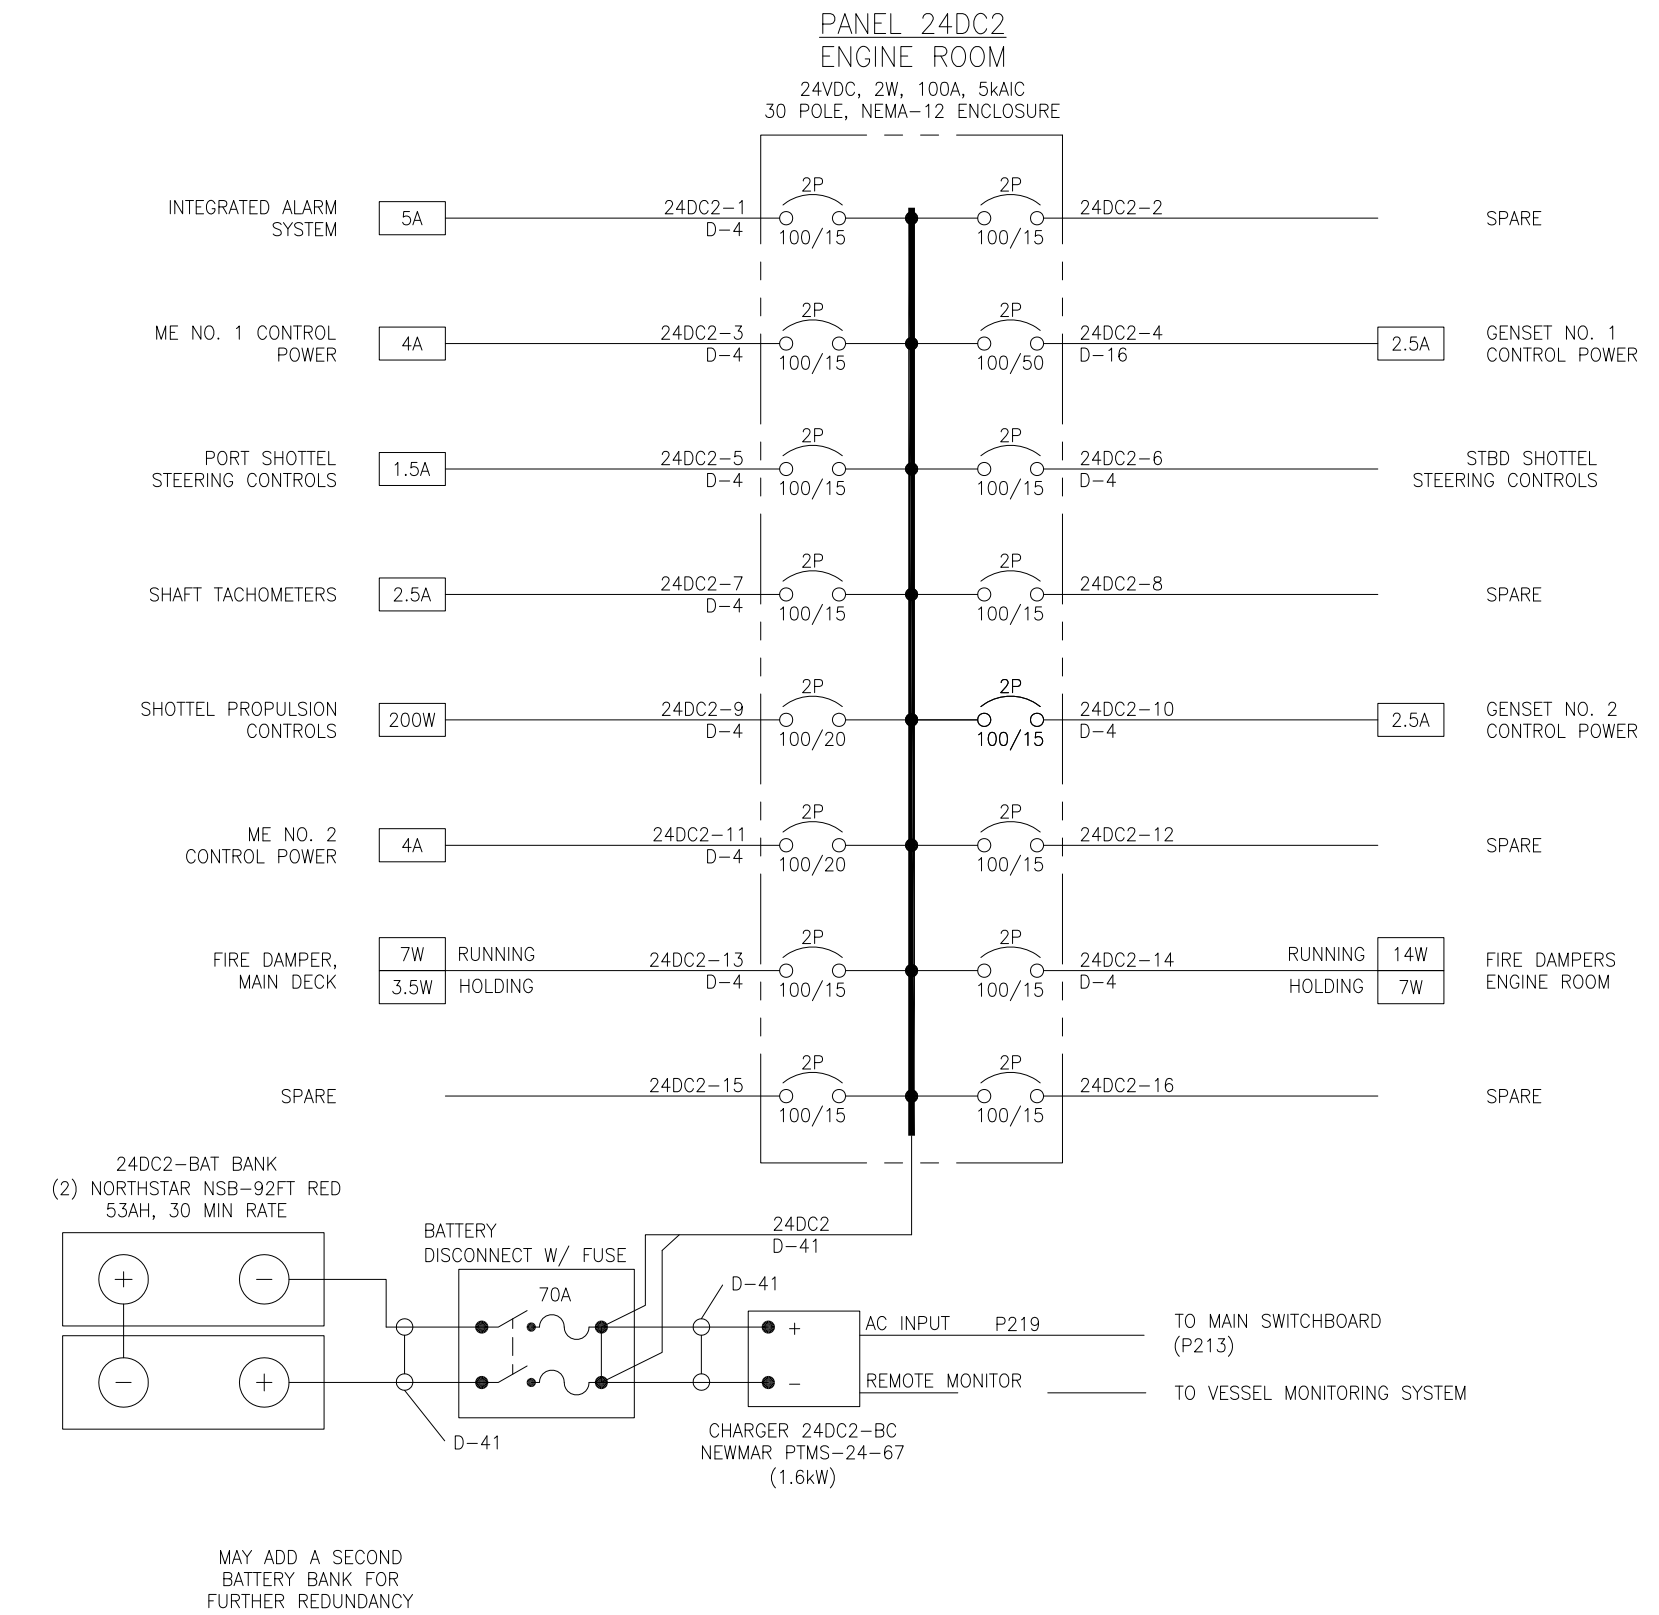 PANEL 24DC2
ENGINE ROOM
24VDC, 2W, 100A, 5kAIC
30 POLE, NEMA-12 ENCLOSURE
INTEGRATED ALARM
SYSTEM
5A
24DC2-1
D-4
2P
100/15
2P
100/15
24DC2-2
SPARE
ME NO. 1 CONTROL
POWER
4A
24DC2-3
D-4
2P
100/15
2P
100/50
24DC2-4
D-16
2.5A
GENSET NO. 1
CONTROL POWER
PORT SHOTTEL
STEERING CONTROLS
1.5A
24DC2-5
D-4
2P
100/15
2P
100/15
24DC2-6
D-4
STBD SHOTTEL
STEERING CONTROLS
SHAFT TACHOMETERS
2.5A
24DC2-7
D-4
2P
100/15
2P
100/15
24DC2-8
SPARE
SHOTTEL PROPULSION
CONTROLS
200W
24DC2-9
D-4
2P
100/20
2P
100/15
24DC2-10
D-4
2.5A
GENSET NO. 2
CONTROL POWER
ME NO. 2
CONTROL POWER
4A
24DC2-11
D-4
2P
100/20
2P
100/15
24DC2-12
SPARE
FIRE DAMPER,
MAIN DECK
7W RUNNING
3.5W HOLDING
24DC2-13
D-4
2P
100/15
2P
100/15
24DC2-14
D-4
RUNNING 14W
HOLDING 7W
FIRE DAMPERS
ENGINE ROOM
SPARE
24DC2-15
2P
100/15
2P
100/15
24DC2-16
SPARE
24DC2-BAT BANK
(2) NORTHSTAR NSB-92FT RED
53AH, 30 MIN RATE
+ −
− +
BATTERY
DISCONNECT W/ FUSE
70A
24DC2
D-41
D-41
D-41
+
−
AC INPUT P219
TO MAIN SWITCHBOARD
(P213)
REMOTE MONITOR
TO VESSEL MONITORING SYSTEM
CHARGER 24DC2-BC
NEWMAR PTMS-24-67
(1.6kW)
MAY ADD A SECOND
BATTERY BANK FOR
FURTHER REDUNDANCY